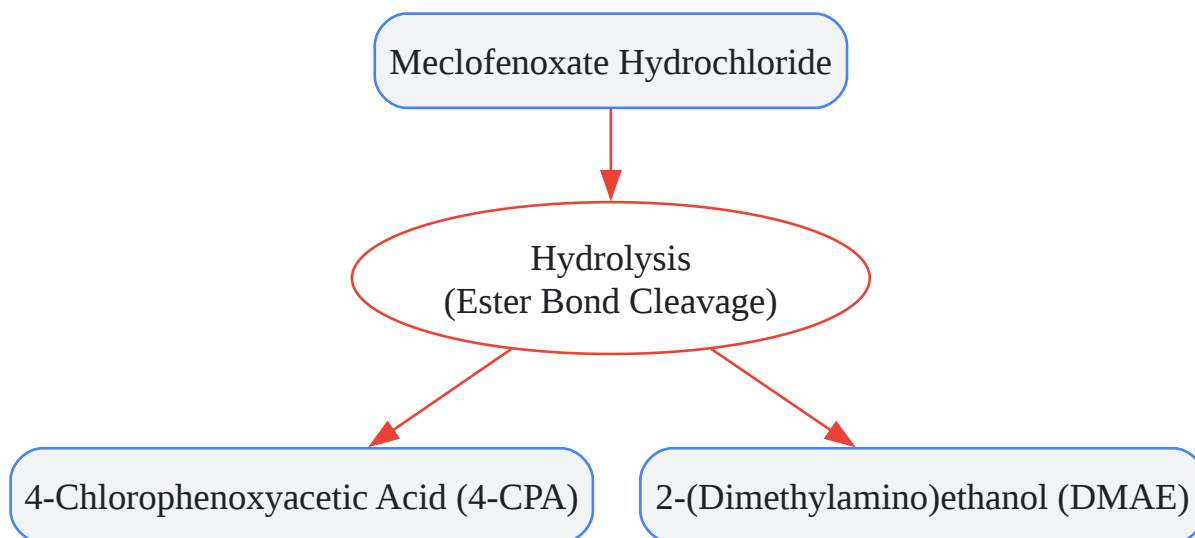 Meclofenoxate Hydrochloride
Hydrolysis
(Ester Bond Cleavage)
4-Chlorophenoxyacetic Acid (4-CPA)
2-(Dimethylamino)ethanol (DMAE)